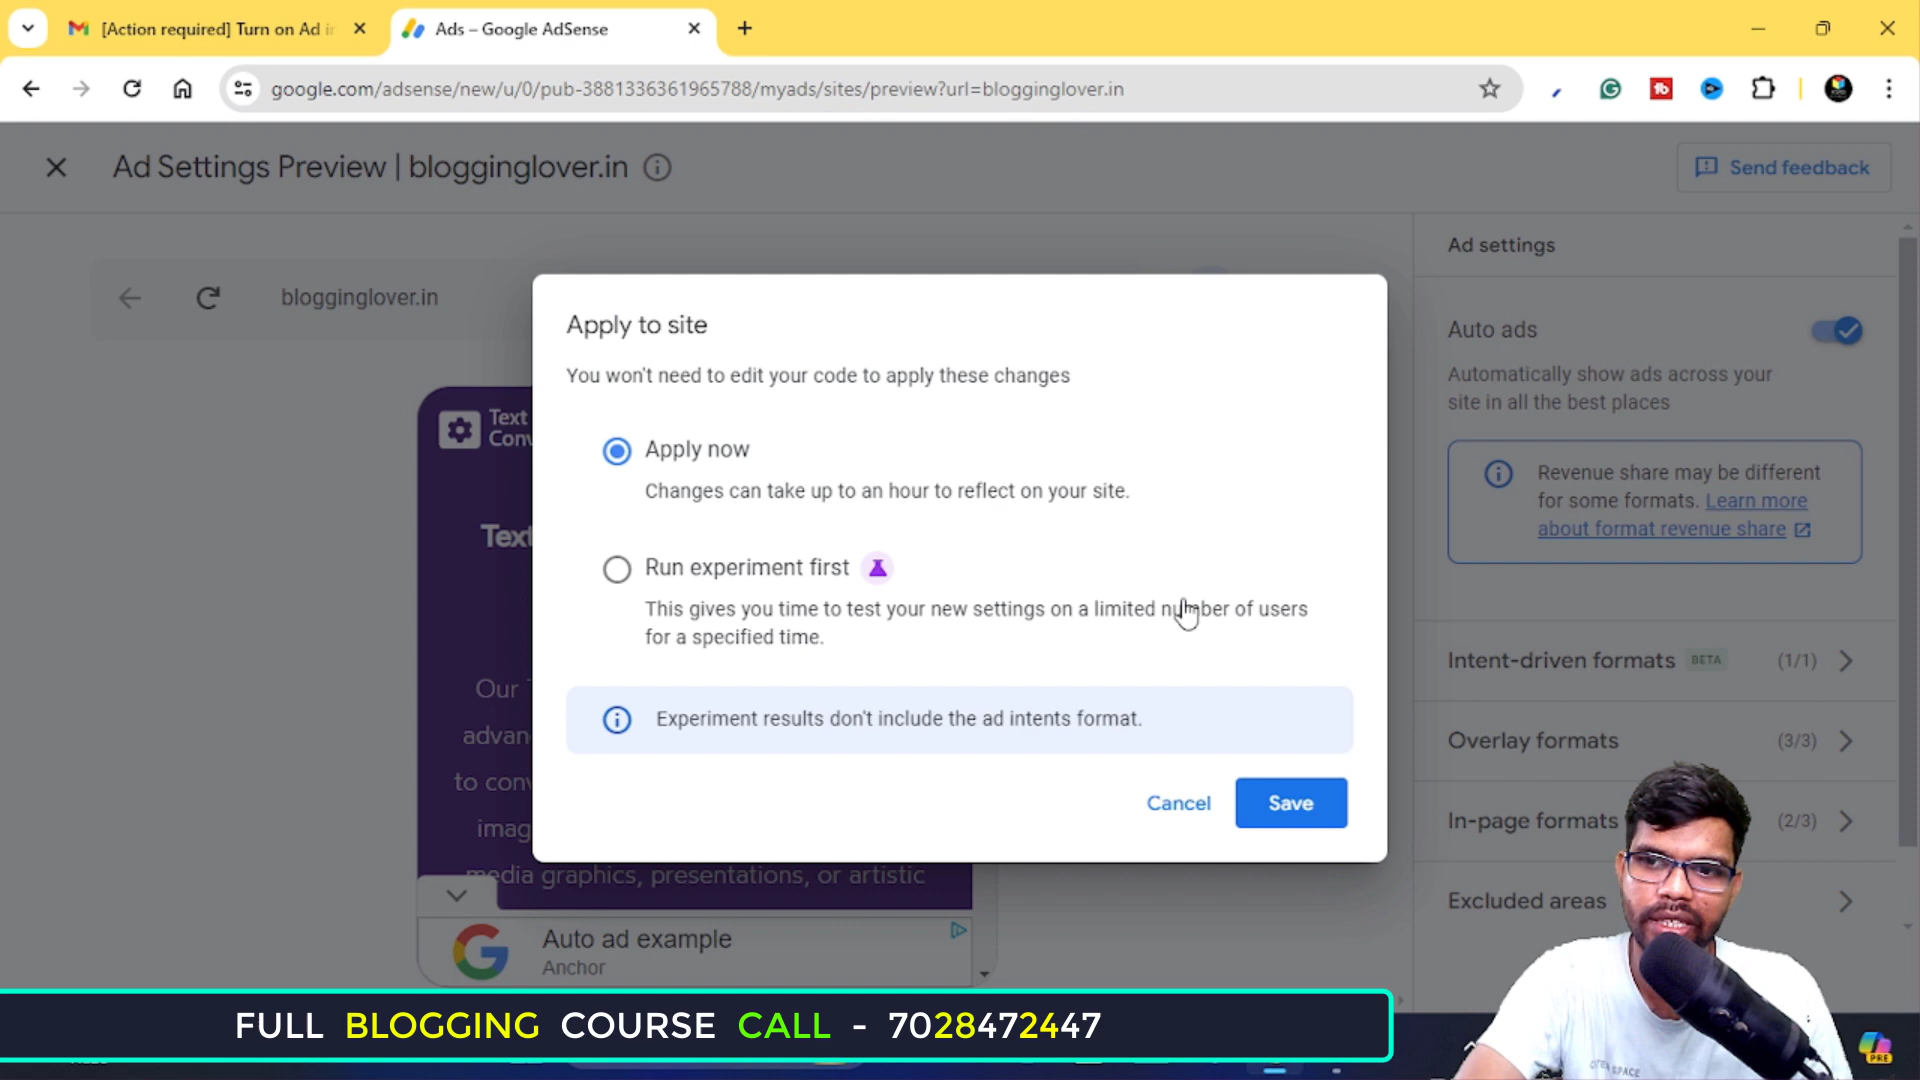 [Action required] Turn on Ad in
Ads – Google AdSense
google.com/adsense/new/u/0/pub-3881336361965788/myads/sites/preview?url=blogginglover.in
Ad Settings Preview | blogginglover.in
Send feedback
blogginglover.in
Text
Conv
Text
Our
advan
to conv
imag
media graphics, presentations, or artistic
Auto ad example
Anchor
Apply to site
You won't need to edit your code to apply these changes
Apply now
Changes can take up to an hour to reflect on your site.
Run experiment first
This gives you time to test your new settings on a limited number of users
for a specified time.
Experiment results don't include the ad intents format.
Cancel
Save
Ad settings
Auto ads
Automatically show ads across your
site in all the best places
Revenue share may be different
for some formats. Learn more
about format revenue share
Intent-driven formats BETA (1/1)
Overlay formats (3/3)
In-page formats (2/3)
Excluded areas
FULL BLOGGING COURSE CALL - 7028472447
PRE